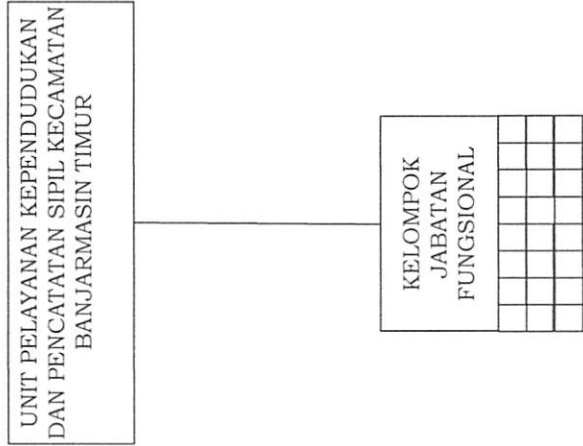 UNIT PELAYANAN KEPENDUDUKAN
DAN PENCATATAN SIPIL KECAMATAN
BANJARMASIN TIMUR
KELOMPOK
JABATAN
FUNGSIONAL